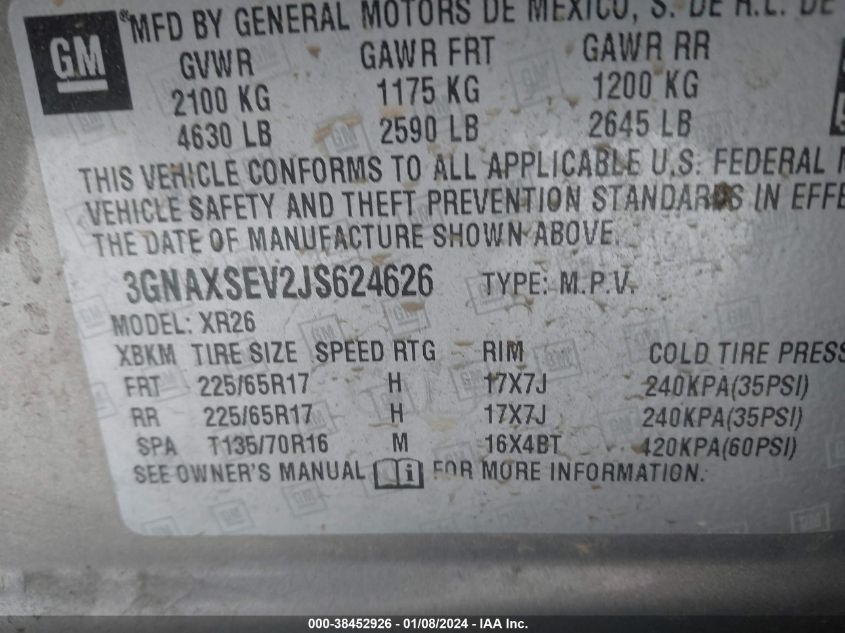 GM
®MFD BY GENERAL MOTORS DE MEXICO, S. DE R.L. DE
GVWR GAWR FRT GAWR RR
2100 KG 1175 KG 1200 KG
4630 LB 2590 LB 2645 LB
THIS VEHICLE CONFORMS TO ALL APPLICABLE U.S. FEDERAL
VEHICLE SAFETY AND THEFT PREVENTION STANDARDS IN EFFE
THE DATE OF MANUFACTURE SHOWN ABOVE.
3GNAXSEV2JS624626 TYPE: M.P.V.
MODEL: XR26
XBKM TIRE SIZE SPEED RTG RIM COLD TIRE PRESS
FRT 225/65R17 H 17X7J 240KPA(35PSI)
RR 225/65R17 H 17X7J 240KPA(35PSI)
SPA T135/70R16 M 16X4BT 420KPA(60PSI)
SEE OWNER'S MANUAL i FOR MORE INFORMATION.
000-38452926 - 01/08/2024 - IAA Inc.